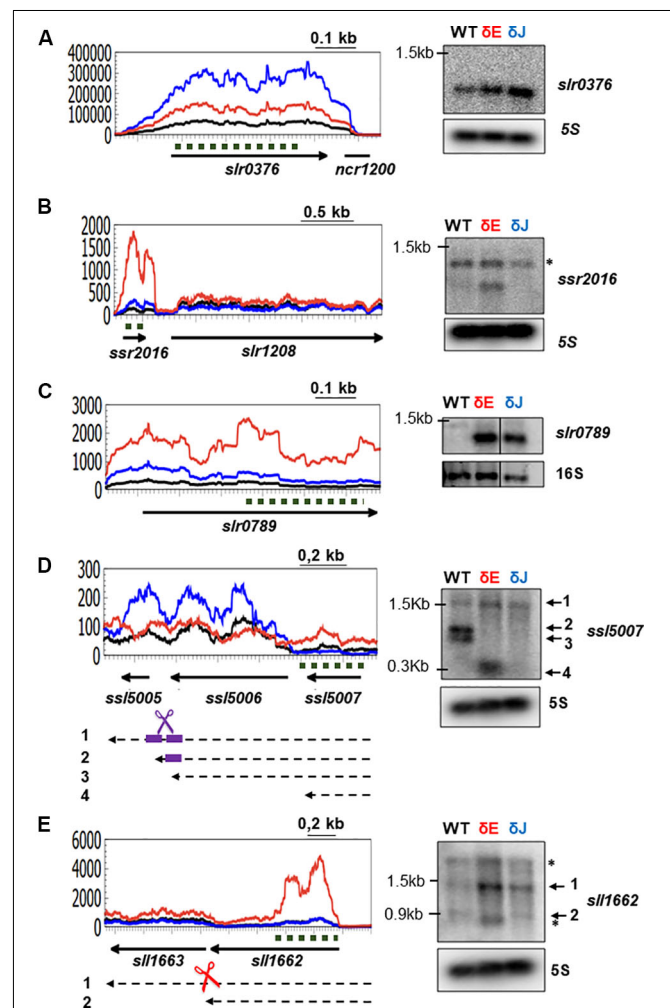 A
0.1 kb
400000
300000
200000
100000
0
slr0376
ncr1200
WT δE δJ
1.5kb
slr0376
5S
B
0.5 kb
2000
1500
1000
500
0
ssr2016
slr1208
WT δE δJ
1.5kb
*
ssr2016
5S
C
0.1 kb
3000
2000
1000
0
slr0789
WT δE δJ
1.5kb
slr0789
16S
D
0,2 kb
300
200
100
0
ssl5005
ssl5006
ssl5007
1
2
3
4
WT δE δJ
1.5Kb
0.3Kb
1
2
3
4
ssl5007
5S
E
0,2 kb
6000
4000
2000
0
sll1663
sll1662
1
2
WT δE δJ
1.5kb
0.9kb
*
1
2
*
sll1662
5S